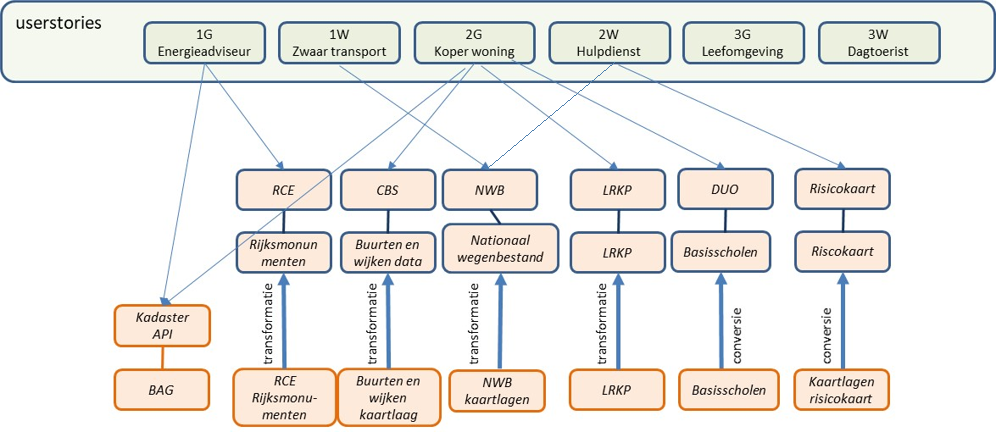 userstories
1G
Energieadviseur
1W
Zwaar transport
2G
Koper woning
2W
Hulpdienst
3G
Leefomgeving
3W
Dagtoerist
RCE
CBS
NWB
LRKP
DUO
Risicokaart
Rijksmonun
menten
Buurten en
wijken data
Nationaal
wegenbestand
LRKP
Basisscholen
Riscokaart
transformatie
transformatie
transformatie
transformatie
conversie
conversie
Kadaster
API
BAG
RCE
Rijksmonu-
menten
Buurten en
wijken
kaartlaag
NWB
kaartlagen
LRKP
Basisscholen
Kaartlagen
risicokaart